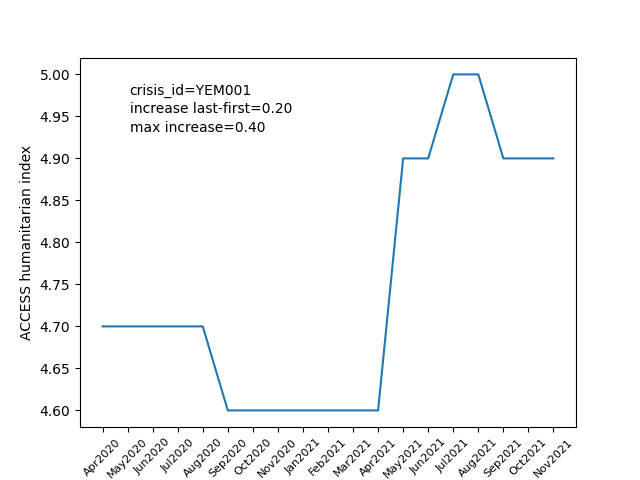 crisis_id=YEM001
increase last-first=0.20
max increase=0.40
ACCESS humanitarian index
5.00
4.95
4.90
4.85
4.80
4.75
4.70
4.65
4.60
Apr2020
May2020
Jun2020
Jul2020
Aug2020
Sep2020
Oct2020
Nov2020
Jan2021
Feb2021
Mar2021
Apr2021
May2021
Jun2021
Jul2021
Aug2021
Sep2021
Oct2021
Nov2021